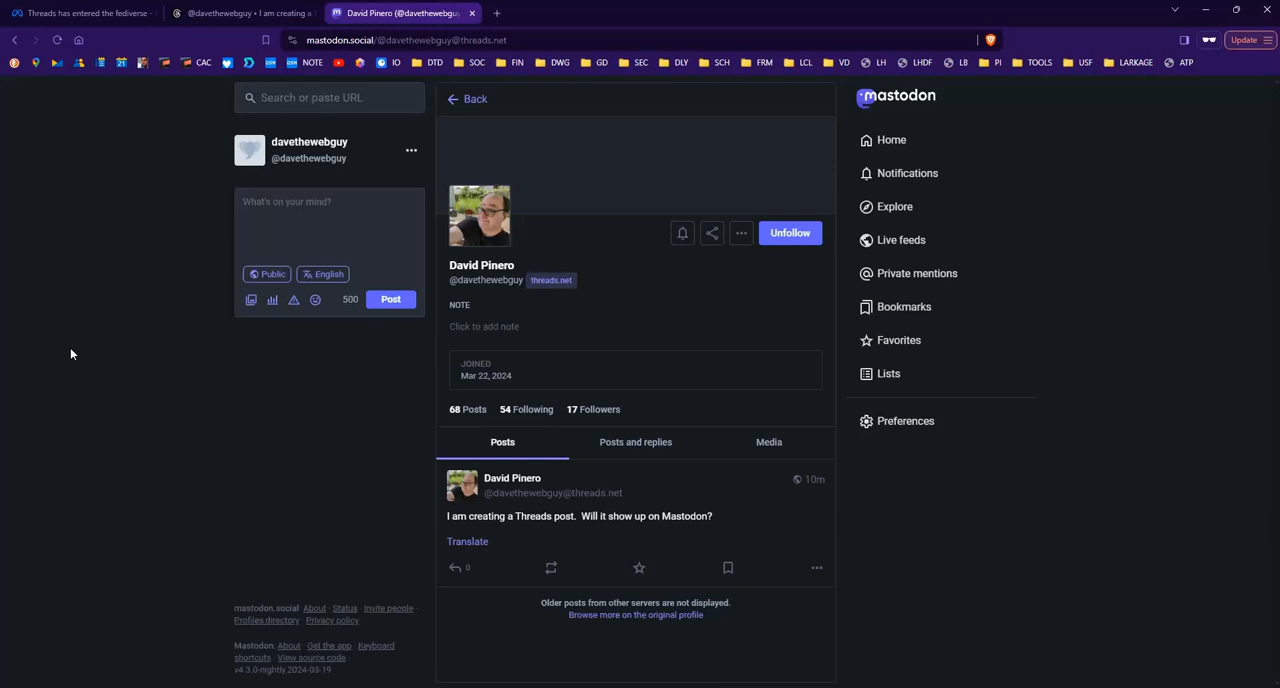 Threads has entered the fediverse -
@davethewebguy • I am creating a
David Pinero (@davethewebguy
mastodon.social/@davethewebguy@threads.net
Update
21
CAC
NOTE
IO
DTD
SOC
FIN
DWG
GD
SEC
DLY
SCH
FRM
LCL
VD
LH
LHDF
LB
PI
TOOLS
USF
LARKAGE
ATP
Search or paste URL
davethewebguy
@davethewebguy
What's on your mind?
Public
English
500
Post
mastodon.social: About · Status · Invite people ·
Profiles directory · Privacy policy
Mastodon: About · Get the app · Keyboard
shortcuts · View source code ·
v4.3.0-nightly.2024-03-19
Back
Unfollow
David Pinero
@davethewebguy threads.net
NOTE
Click to add note
JOINED
Mar 22, 2024
68 Posts 54 Following 17 Followers
Posts
Posts and replies
Media
David Pinero
10m
@davethewebguy@threads.net
I am creating a Threads post. Will it show up on Mastodon?
Translate
0
Older posts from other servers are not displayed.
Browse more on the original profile
mastodon
Home
Notifications
Explore
Live feeds
Private mentions
Bookmarks
Favorites
Lists
Preferences